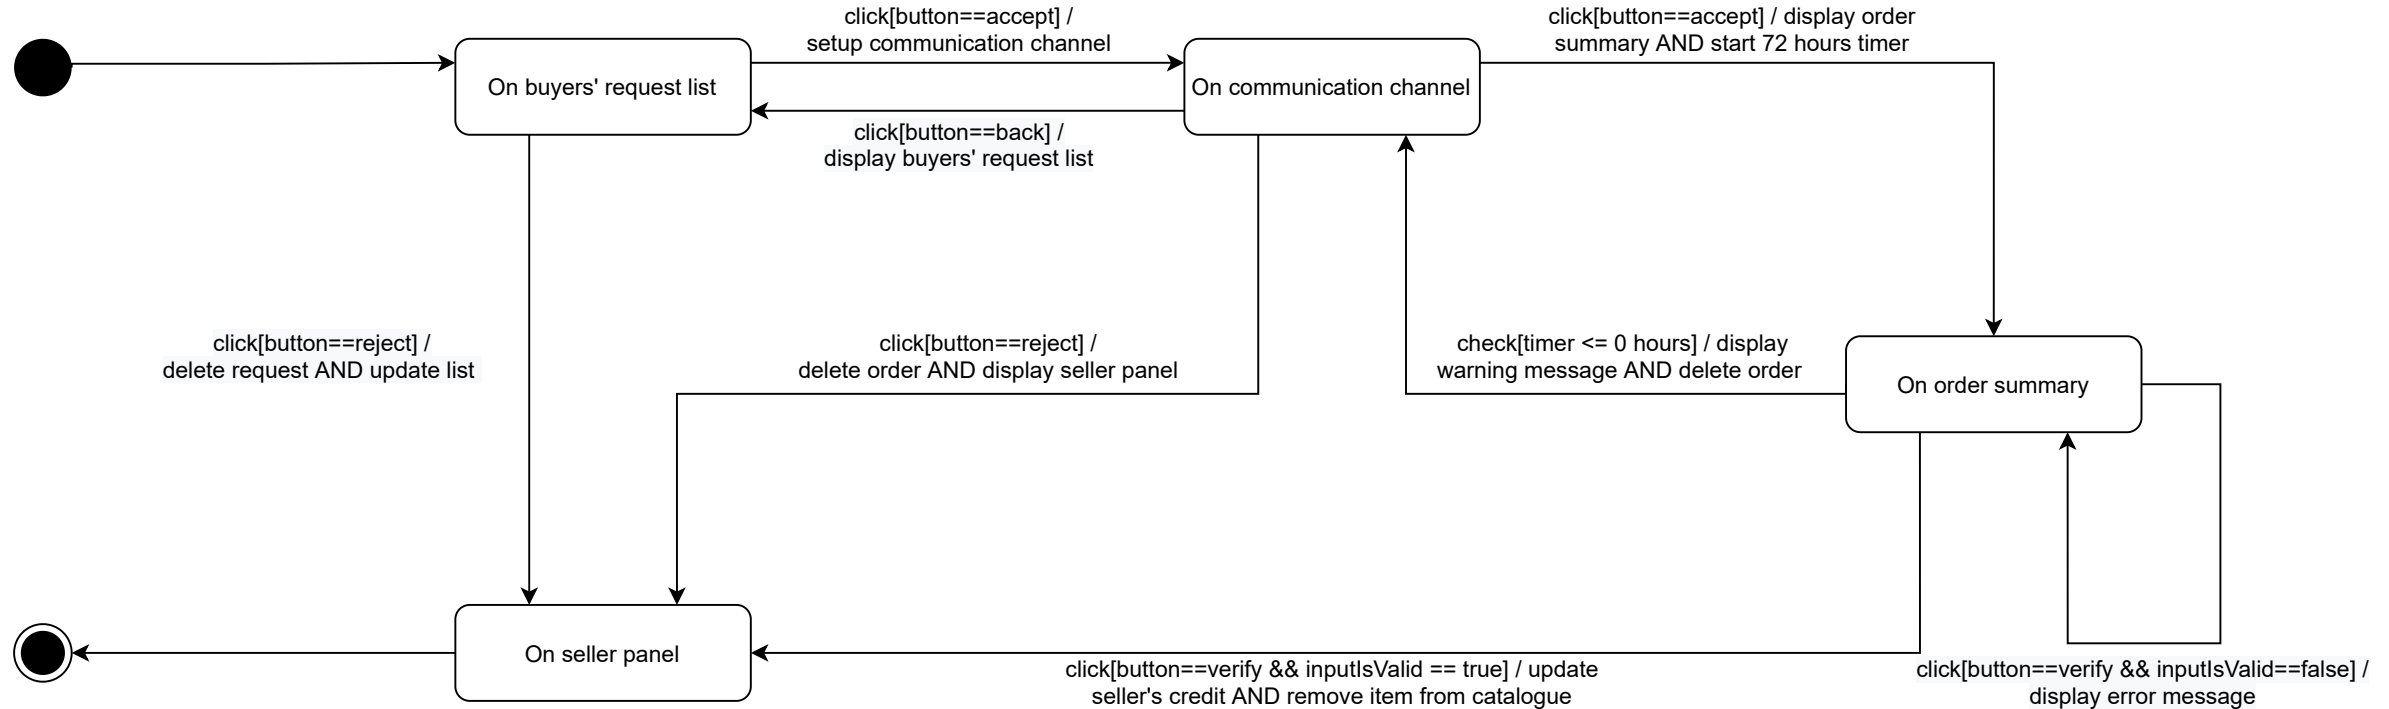 click[button==accept] /
setup communication channel
click[button==accept] / display order
summary AND start 72 hours timer
On buyers' request list
On communication channel
click[button==back] /
display buyers' request list
click[button==reject] /
delete request AND update list
click[button==reject] /
delete order AND display seller panel
check[timer <= 0 hours] / display
warning message AND delete order
On order summary
On seller panel
click[button==verify && inputIsValid == true] / update
seller's credit AND remove item from catalogue
click[button==verify && inputIsValid==false] /
display error message